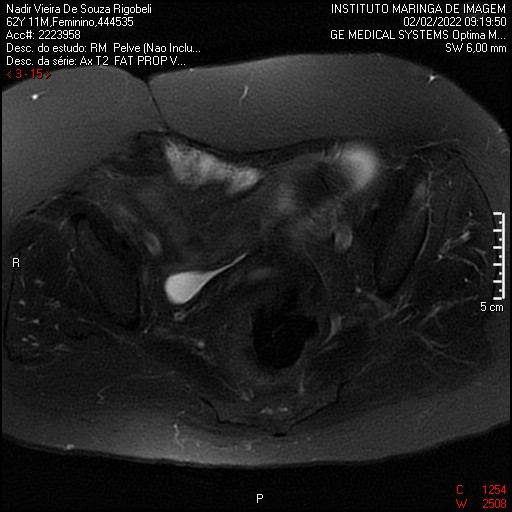 Nadir Vieira De Souza Rigobeli
62Y 11M,Feminino,444535
Acc#: 2223958
Desc. do estudo: RM Pelve (Nao Inclu...
Desc. da série: Ax T2 FAT PROP V...
< 3 - 15 >
INSTITUTO MARINGA DE IMAGEM
02/02/2022 09:19:50
GE MEDICAL SYSTEMS Optima M...
SW 6,00 mm
R
5 cm
P
C 1254
W 2508